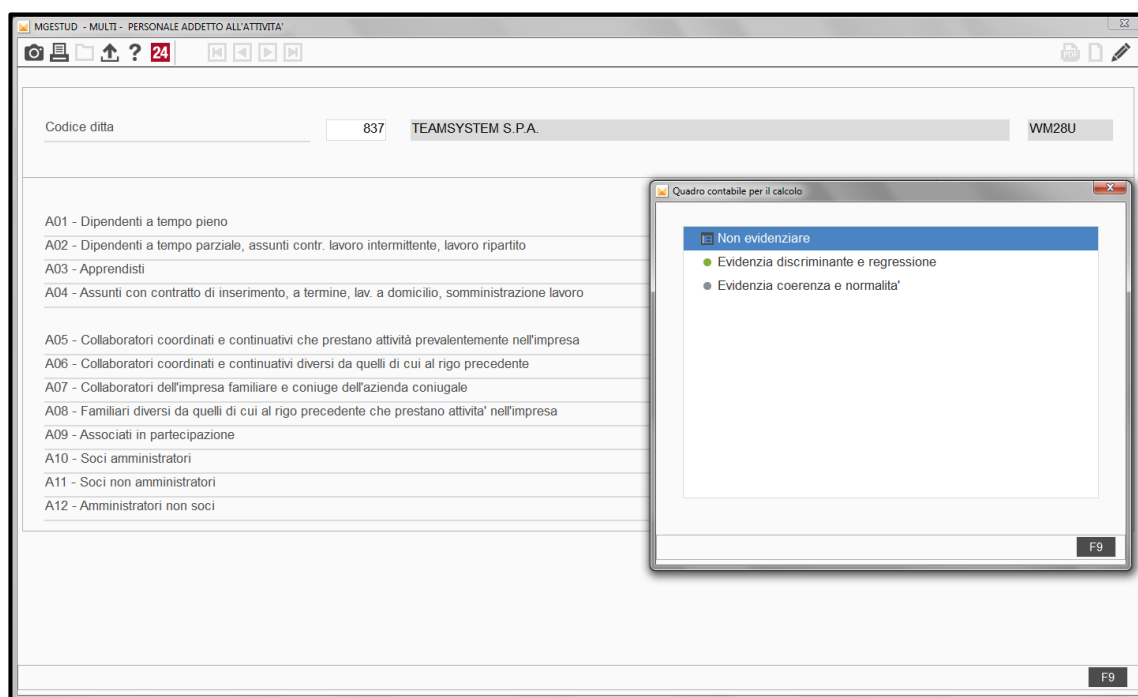 MGESTUD - MULTI - PERSONALE ADDETTO ALL'ATTIVITA'
? 24
Codice ditta 837 TEAMSYSTEM S.P.A. WM28U
A01 - Dipendenti a tempo pieno
A02 - Dipendenti a tempo parziale, assunti contr. lavoro intermittente, lavoro ripartito
A03 - Apprendisti
A04 - Assunti con contratto di inserimento, a termine, lav. a domicilio, somministrazione lavoro
A05 - Collaboratori coordinati e continuativi che prestano attività prevalentemente nell'impresa
A06 - Collaboratori coordinati e continuativi diversi da quelli di cui al rigo precedente
A07 - Collaboratori dell'impresa familiare e coniuge dell'azienda coniugale
A08 - Familiari diversi da quelli di cui al rigo precedente che prestano attivita' nell'impresa
A09 - Associati in partecipazione
A10 - Soci amministratori
A11 - Soci non amministratori
A12 - Amministratori non soci
Quadro contabile per il calcolo
Non evidenziare
Evidenzia discriminante e regressione
Evidenzia coerenza e normalita'
F9
F9